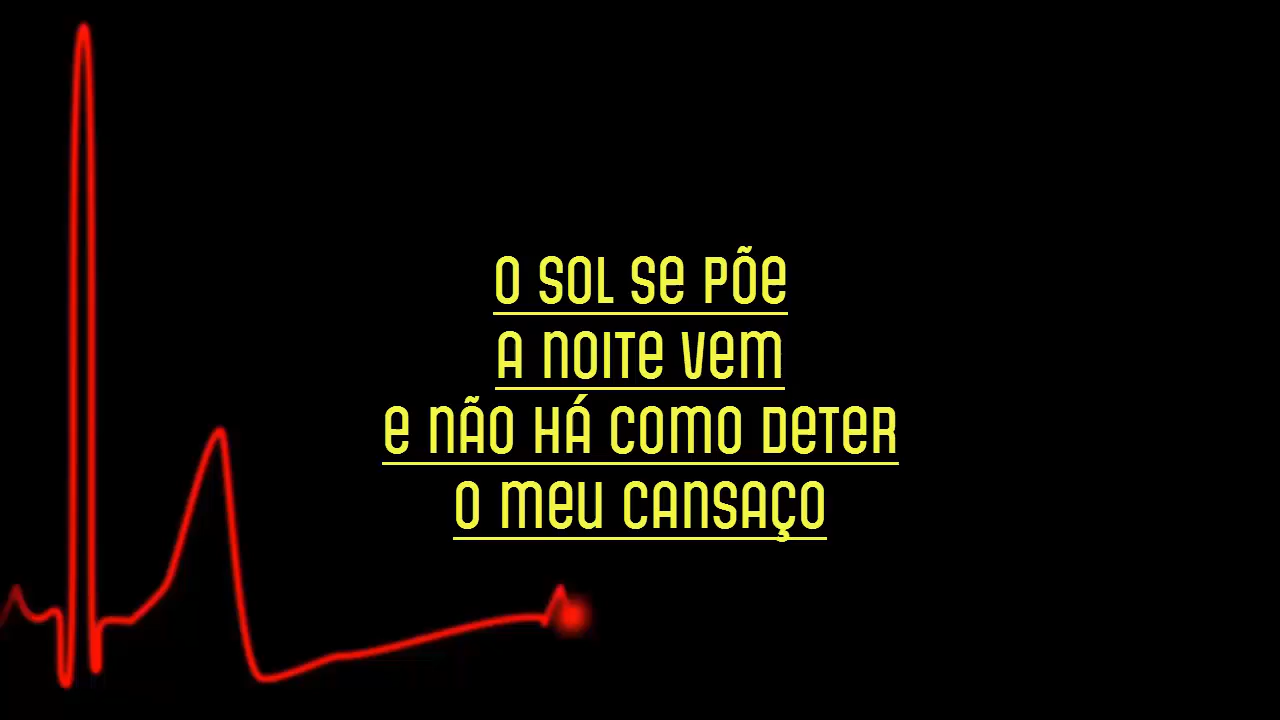 O SOL SE PÕE
A NOITE VEM
E NÃO HÁ COMO DETER
O MEU CANSAÇO